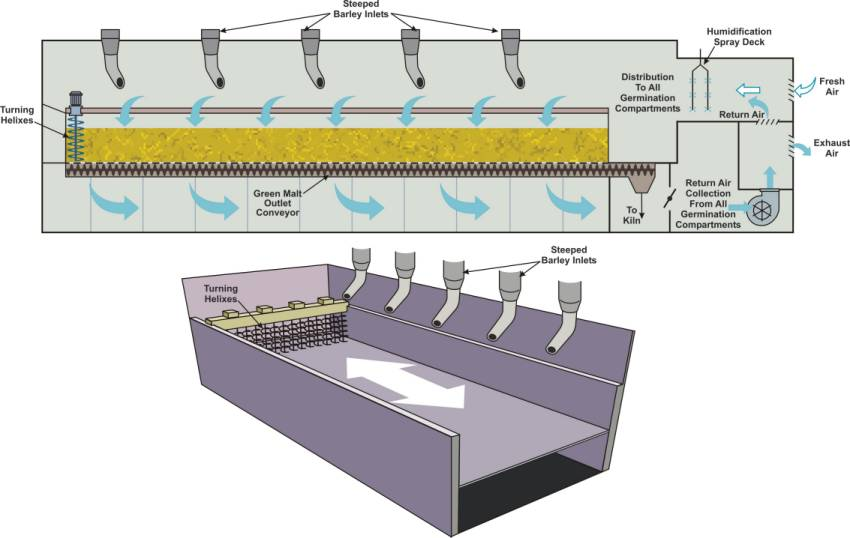 Steeped
Barley Inlets
Humidification
Spray Deck
Distribution
To All
Germination
Compartments
Fresh
Air
Return Air
Turning
Helixes
Exhaust
Air
Green Malt
Outlet
Conveyor
To
Kiln
Return Air
Collection
From All
Germination
Compartments
Steeped
Barley Inlets
Turning
Helixes